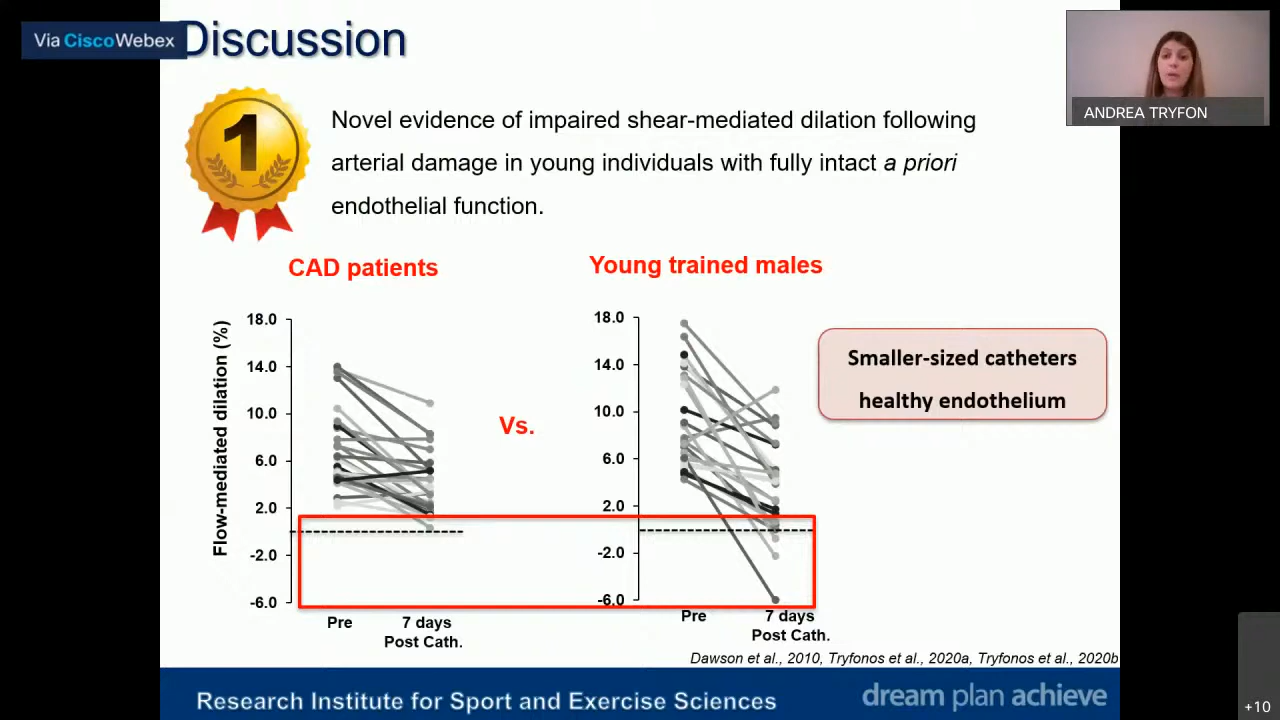 Via CiscoWebex
Discussion
ANDREA TRYFON
1
Novel evidence of impaired shear-mediated dilation following
arterial damage in young individuals with fully intact a priori
endothelial function.
CAD patients
Young trained males
Flow-mediated dilation (%)
18.0
14.0
10.0
6.0
2.0
-2.0
-6.0
Pre
7 days
Post Cath.
Vs.
18.0
14.0
10.0
6.0
2.0
-2.0
-6.0
Pre
7 days
Post Cath.
Smaller-sized catheters
healthy endothelium
Dawson et al., 2010, Tryfonos et al., 2020a, Tryfonos et al., 2020b
Research Institute for Sport and Exercise Sciences
dream plan achieve
+10